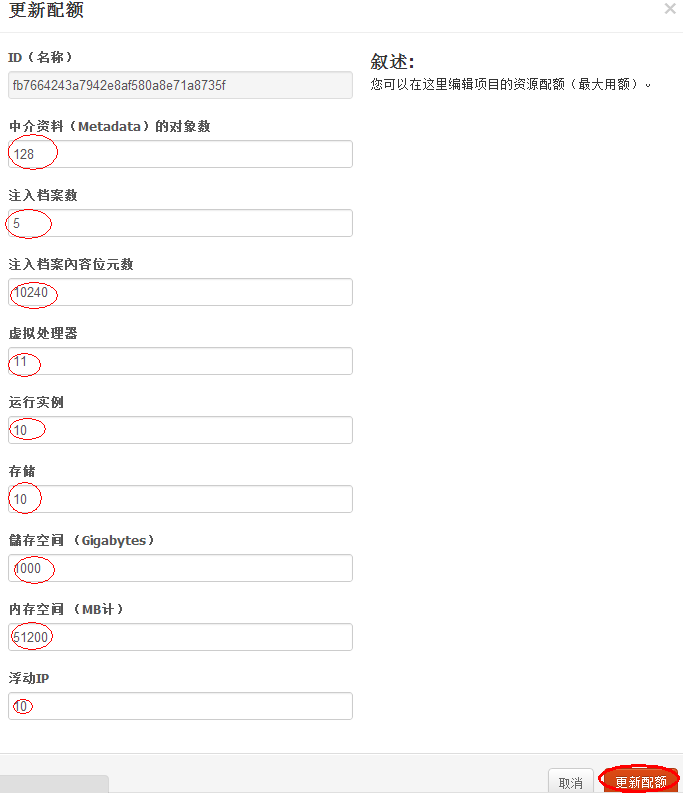 更新配额
×
ID（名称）
fb7664243a7942e8af580a8e71a8735f
叙述:
您可以在这里编辑项目的资源配额（最大用额）。
中介资料（Metadata）的对象数
128
注入档案数
5
注入档案内容位元数
10240
虚拟处理器
11
运行实例
10
存储
10
儲存空间 （Gigabytes）
1000
内存空间 （MB计）
51200
浮动IP
10
取消
更新配额